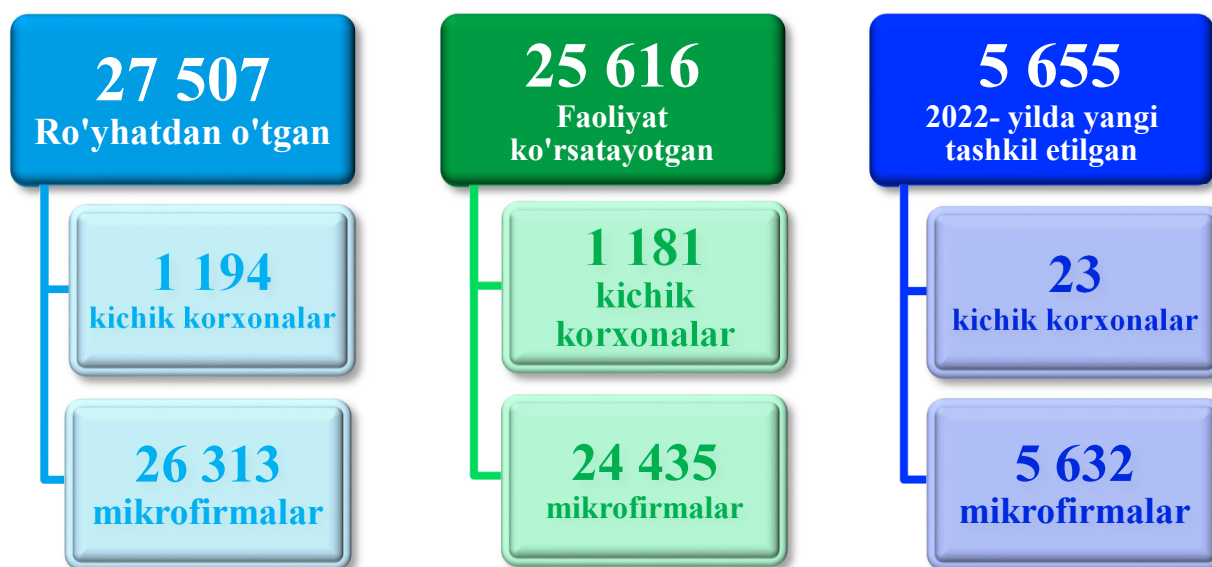 27 507
Ro'yhatdan o'tgan
1 194
kichik korxonalar
26 313
mikrofirmalar
25 616
Faoliyat
ko'rsatayotgan
1 181
kichik
korxonalar
24 435
mikrofirmalar
5 655
2022- yilda yangi
tashkil etilgan
23
kichik korxonalar
5 632
mikrofirmalar